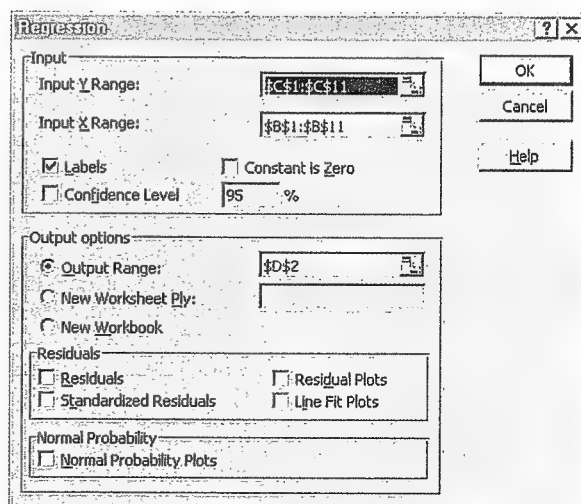 Regression
? X
Input
Input Y Range: $C$1:$C$11
Input X Range: $B$1:$B$11
Labels Constant is Zero
Confidence Level 95 %
OK
Cancel
Help
Output options
Output Range: $D$2
New Worksheet Ply:
New Workbook
Residuals
Residuals Residual Plots
Standardized Residuals Line Fit Plots
Normal Probability
Normal Probability Plots